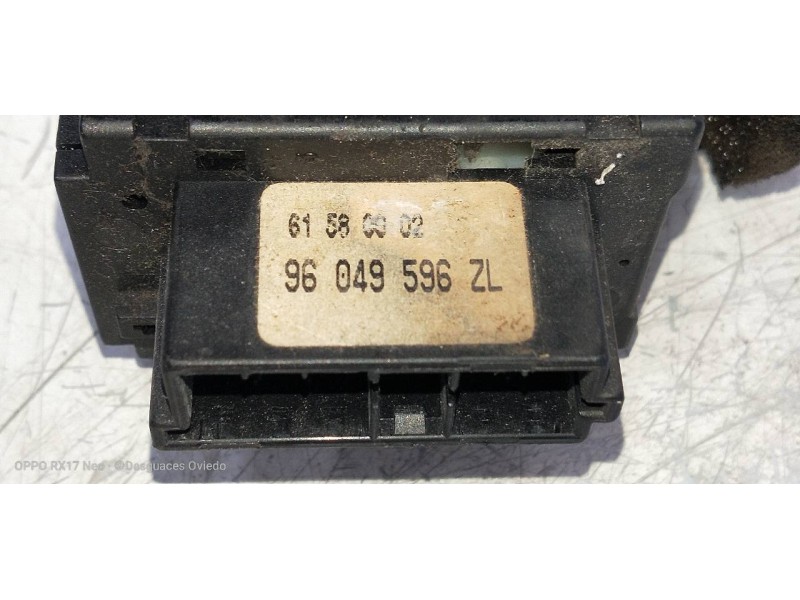 61 58 00 02
96 049 596 ZL
OPPO RX17 Neo · ©Desguaces Oviedo